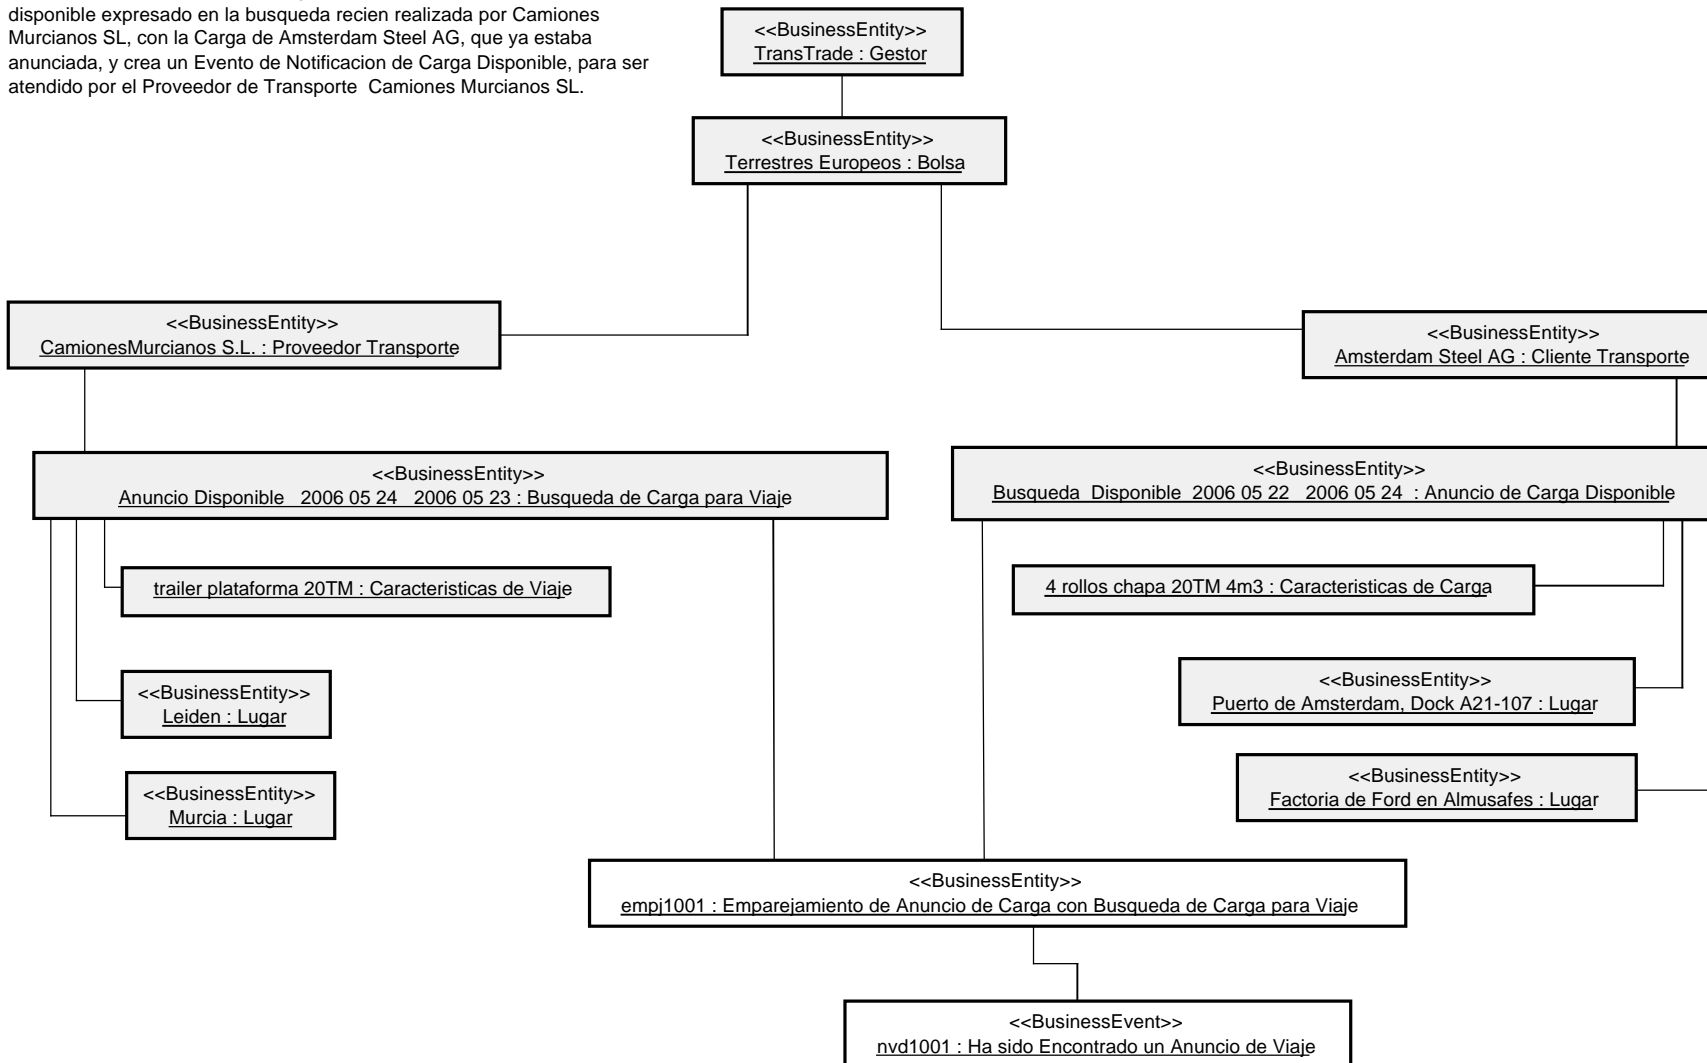 disponible expresado en la busqueda recien realizada por Camiones
Murcianos SL, con la Carga de Amsterdam Steel AG, que ya estaba
anunciada, y crea un Evento de Notificacion de Carga Disponible, para ser
atendido por el Proveedor de Transporte  Camiones Murcianos SL.
<<BusinessEntity>>
TransTrade : Gestor
<<BusinessEntity>>
Terrestres Europeos : Bolsa
<<BusinessEntity>>
CamionesMurcianos S.L. : Proveedor Transporte
<<BusinessEntity>>
Amsterdam Steel AG : Cliente Transporte
<<BusinessEntity>>
Anuncio Disponible   2006 05 24   2006 05 23 : Busqueda de Carga para Viaje
<<BusinessEntity>>
Busqueda  Disponible  2006 05 22   2006 05 24  : Anuncio de Carga Disponible
trailer plataforma 20TM : Caracteristicas de Viaje
4 rollos chapa 20TM 4m3 : Caracteristicas de Carga
<<BusinessEntity>>
Leiden : Lugar
<<BusinessEntity>>
Puerto de Amsterdam, Dock A21-107 : Lugar
<<BusinessEntity>>
Murcia : Lugar
<<BusinessEntity>>
Factoria de Ford en Almusafes : Lugar
<<BusinessEntity>>
empj1001 : Emparejamiento de Anuncio de Carga con Busqueda de Carga para Viaje
<<BusinessEvent>>
nvd1001 : Ha sido Encontrado un Anuncio de Viaje